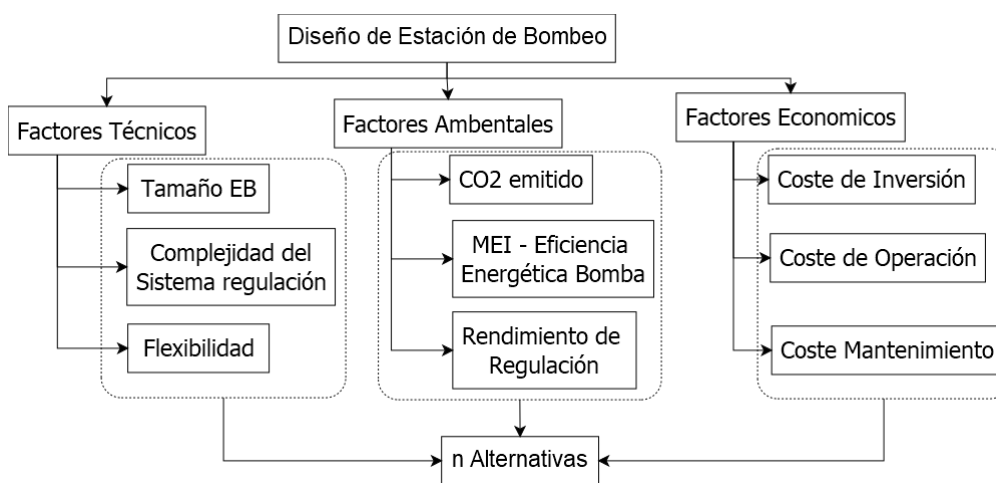 Diseño de Estación de Bombeo
Factores Técnicos
Factores Ambentales
Factores Economicos
Tamaño EB
Complejidad del
Sistema regulación
Flexibilidad
CO2 emitido
MEI - Eficiencia
Energética Bomba
Rendimiento de
Regulación
Coste de Inversión
Coste de Operación
Coste Mantenimiento
n Alternativas